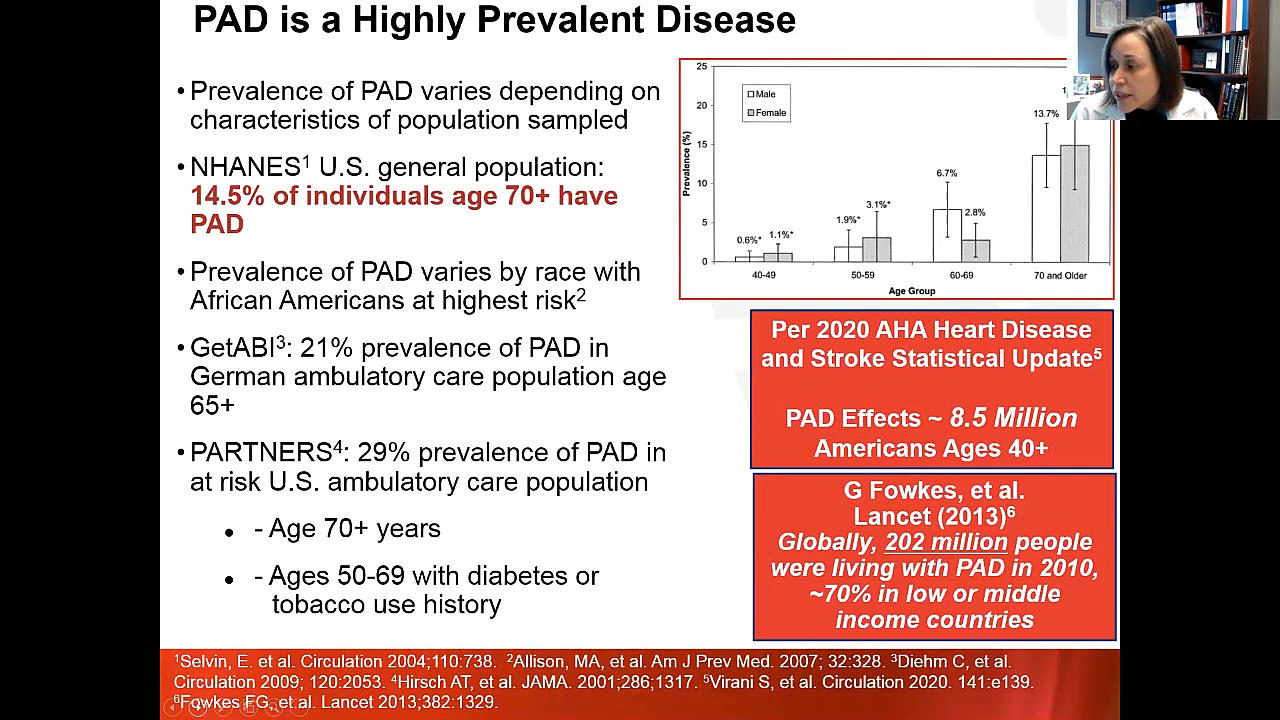 PAD is a Highly Prevalent Disease
• Prevalence of PAD varies depending on
characteristics of population sampled
• NHANES1 U.S. general population:
14.5% of individuals age 70+ have
PAD
• Prevalence of PAD varies by race with
African Americans at highest risk2
• GetABI3: 21% prevalence of PAD in
German ambulatory care population age
65+
• PARTNERS4: 29% prevalence of PAD in
at risk U.S. ambulatory care population
• - Age 70+ years
• - Ages 50-69 with diabetes or
tobacco use history
25
20
15
10
5
0
Prevalence (%)
Male
Female
0.6%*
1.1%*
1.9%*
3.1%*
6.7%
2.8%
13.7%
40-49
50-59
60-69
70 and Older
Age Group
Per 2020 AHA Heart Disease
and Stroke Statistical Update5
PAD Effects ~ 8.5 Million
Americans Ages 40+
G Fowkes, et al.
Lancet (2013)6
Globally, 202 million people
were living with PAD in 2010,
~70% in low or middle
income countries
1Selvin, E. et al. Circulation 2004;110:738. 2Allison, MA, et al. Am J Prev Med. 2007; 32:328. 3Diehm C, et al.
Circulation 2009; 120:2053. 4Hirsch AT, et al. JAMA. 2001;286;1317. 5Virani S, et al. Circulation 2020. 141:e139.
6Fowkes FG, et al. Lancet 2013;382:1329.